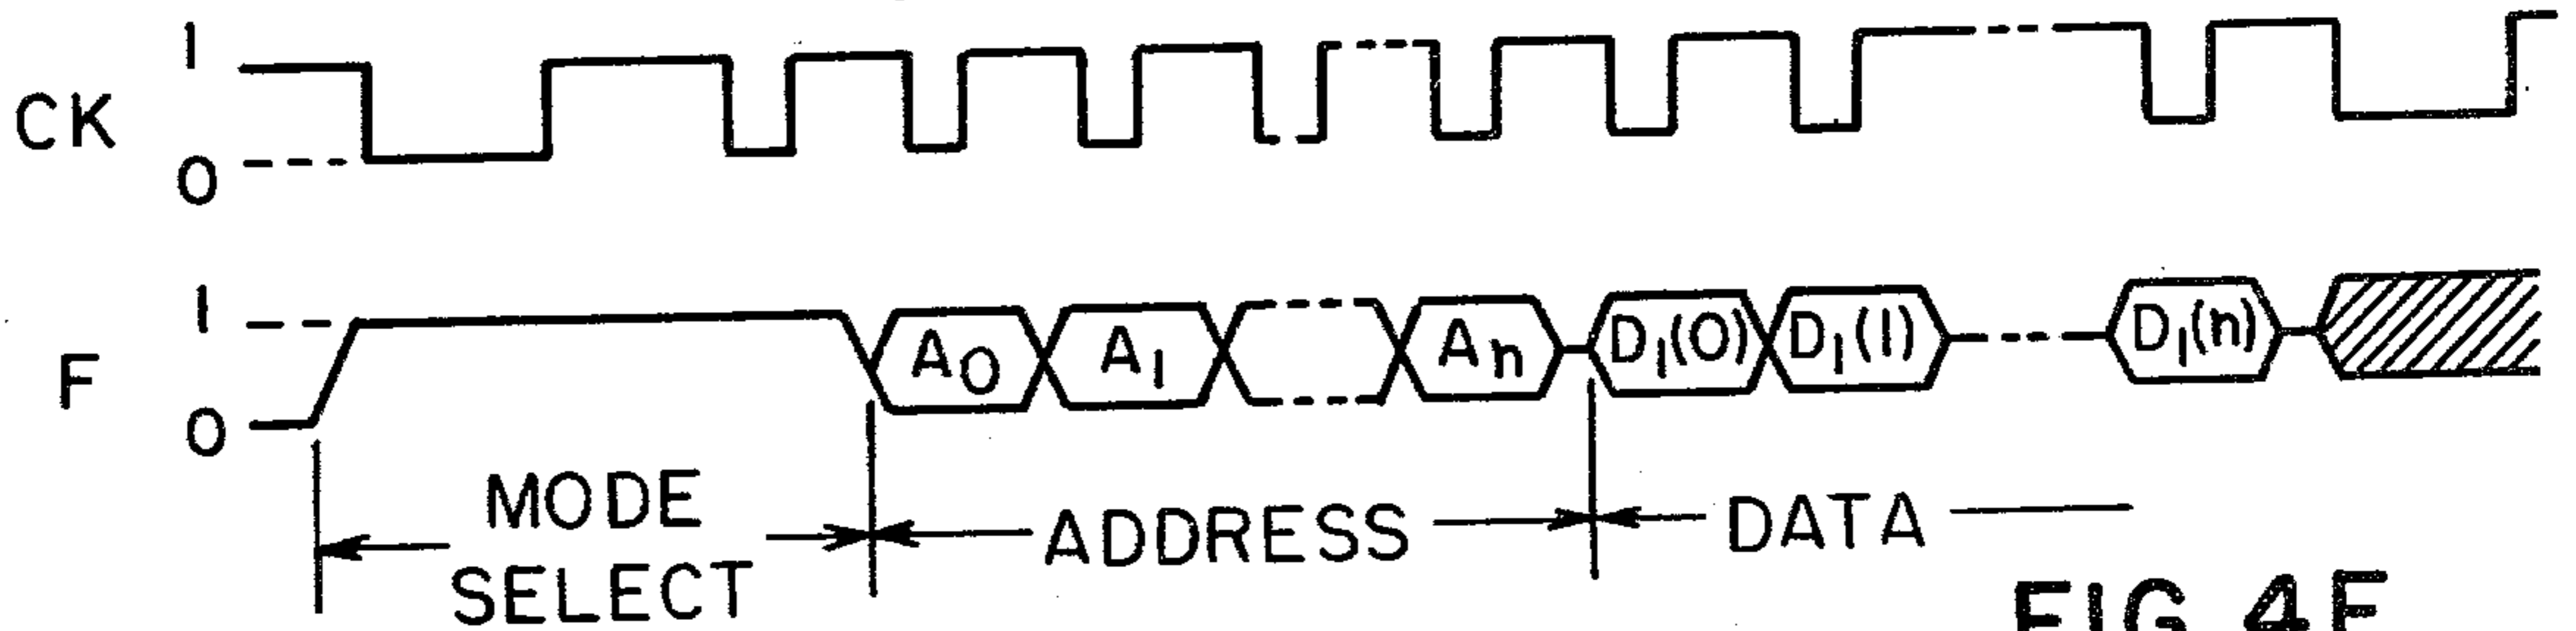 1
CK
0
1
F
0
A0 A1 An D1(0) D1(1) D1(n)
MODE SELECT
ADDRESS
DATA